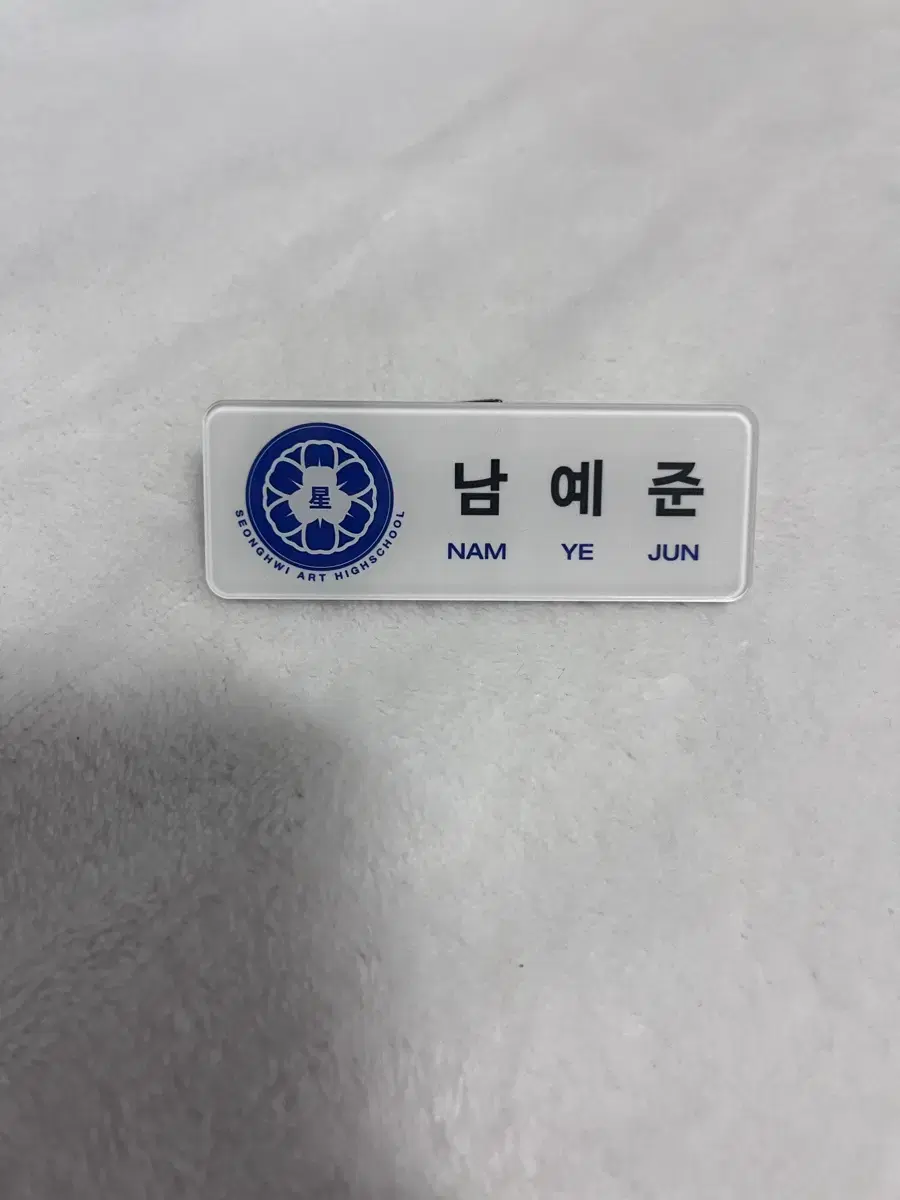 星
SEONGHWI ART HIGHSCHOOL
남 예 준
NAM YE JUN